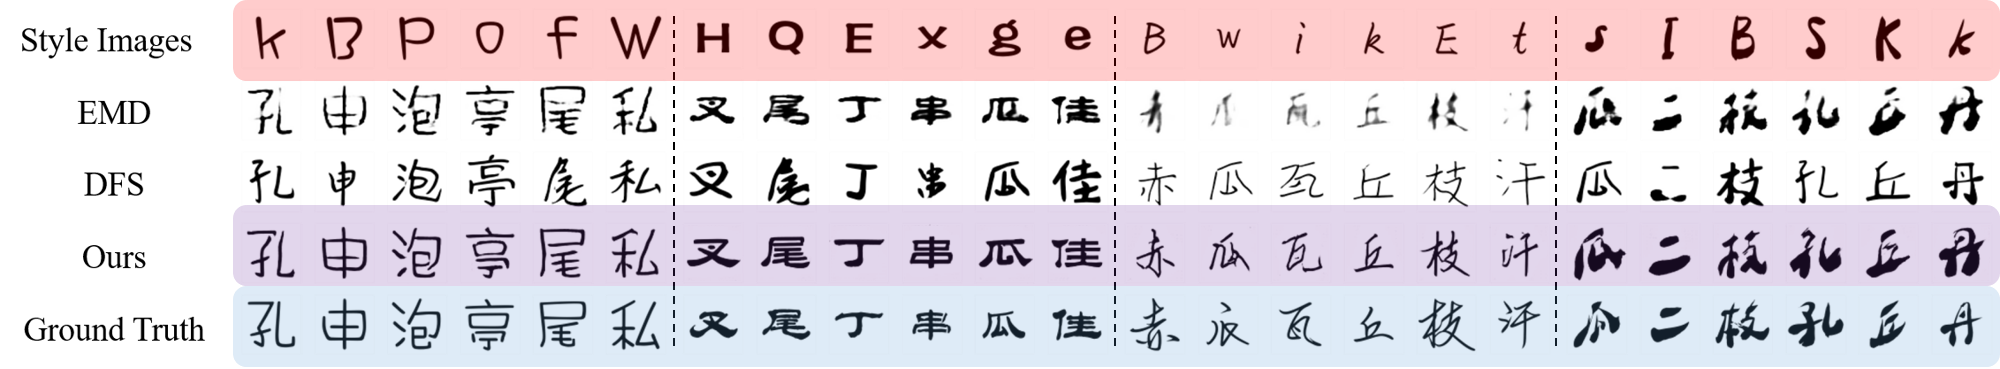 Style Images k B P O f W H Q E x g e B w i k E t s I B S K k
EMD 孔 申 泡 亭 尾 私 叉 尾 丁 串 瓜 佳 赤 瓜 瓦 丘 枝 汗 瓜 二 枝 孔 丘 丹
DFS 孔 申 泡 亭 尾 私 叉 尾 丁 串 瓜 佳 赤 瓜 瓦 丘 枝 汗 瓜 二 枝 孔 丘 丹
Ours 孔 申 泡 亭 尾 私 叉 尾 丁 串 瓜 佳 赤 瓜 瓦 丘 枝 汗 瓜 二 枝 孔 丘 丹
Ground Truth 孔 申 泡 亭 尾 私 叉 尾 丁 串 瓜 佳 赤 瓜 瓦 丘 枝 汗 瓜 二 枝 孔 丘 丹